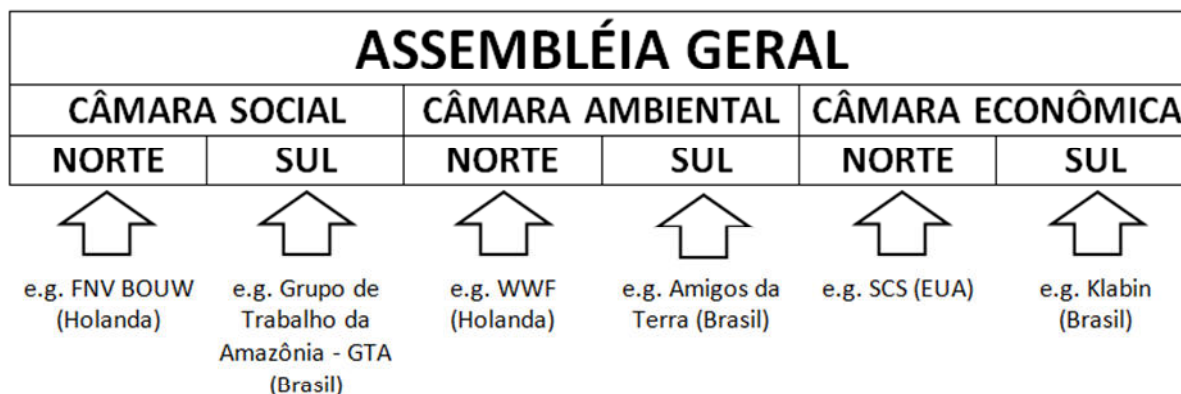 ASSEMBLÉIA GERAL
CÂMARA SOCIAL
CÂMARA AMBIENTAL
CÂMARA ECONÔMICA
NORTE
SUL
NORTE
SUL
NORTE
SUL
e.g. FNV BOUW
(Holanda)
e.g. Grupo de
Trabalho da
Amazônia - GTA
(Brasil)
e.g. WWF
(Holanda)
e.g. Amigos da
Terra (Brasil)
e.g. SCS (EUA)
e.g. Klabin
(Brasil)